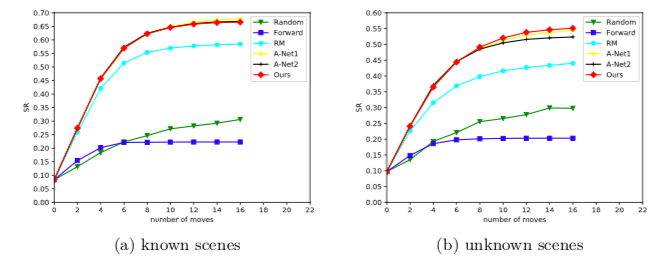 0.70
0.65
0.60
0.55
0.50
0.45
0.40
0.35
0.30
0.25
0.20
0.15
0.10
0.05
0.00
SR
0 2 4 6 8 10 12 14 16 18 20 22
number of moves
Random
Forward
RM
A-Net1
A-Net2
Ours
(a) known scenes
0.60
0.55
0.50
0.45
0.40
0.35
0.30
0.25
0.20
0.15
0.10
0.05
0.00
SR
0 2 4 6 8 10 12 14 16 18 20 22
number of moves
Random
Forward
RM
A-Net1
A-Net2
Ours
(b) unknown scenes